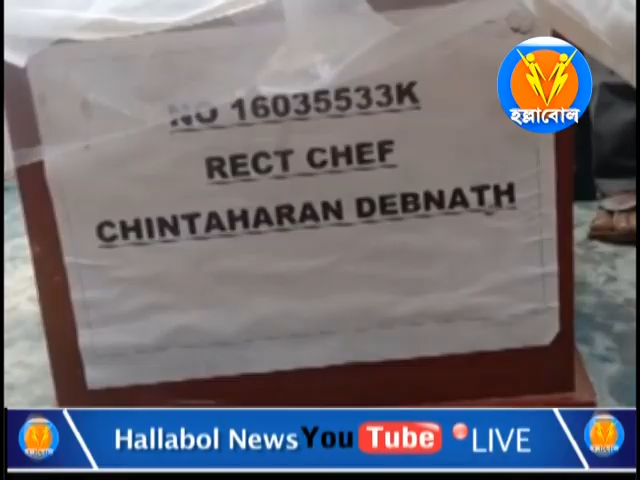 NO 16035533K
RECT CHEF
CHINTAHARAN DEBNATH
হল্লাবোল
Hallabol News YouTube LIVE